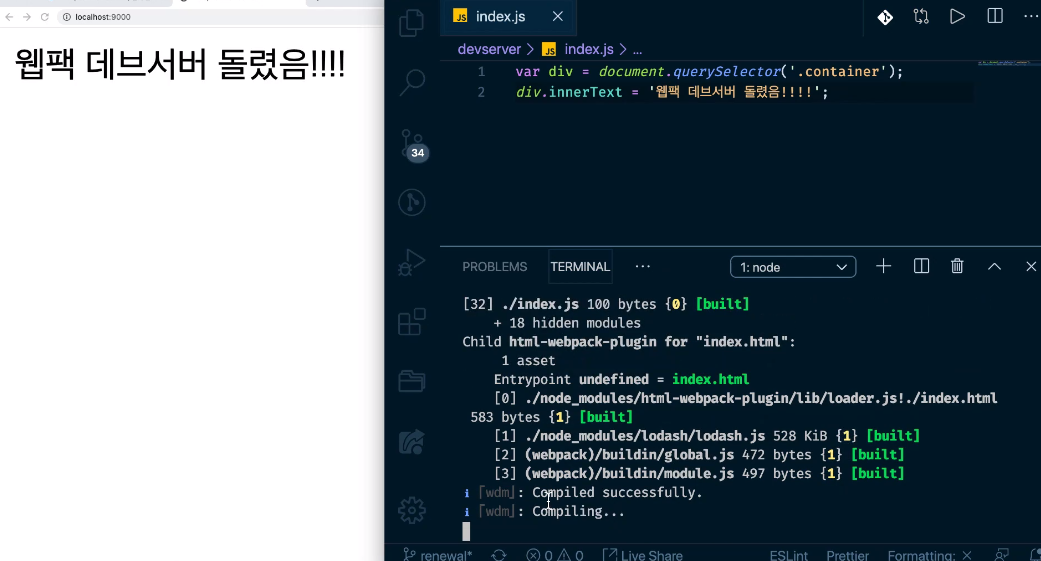 localhost:9000
웹팩 데브서버 돌렸음!!!!
JS index.js
devserver > JS index.js > ...
1 var div = document.querySelector('.container');
2 div.innerText = '웹팩 데브서버 돌렸음!!!!';
34
PROBLEMS TERMINAL ... 1: node
[32] ./index.js 100 bytes {0} [built]
+ 18 hidden modules
Child html-webpack-plugin for "index.html":
1 asset
Entrypoint undefined = index.html
[0] ./node_modules/html-webpack-plugin/lib/loader.js!./index.html
583 bytes {1} [built]
[1] ./node_modules/lodash/lodash.js 528 KiB {1} [built]
[2] (webpack)/buildin/global.js 472 bytes {1} [built]
[3] (webpack)/buildin/module.js 497 bytes {1} [built]
i ｢wdm｣: Compiled successfully.
i ｢wdm｣: Compiling...
renewal* 0 0 Live Share ESLint Prettier Formatting: ×